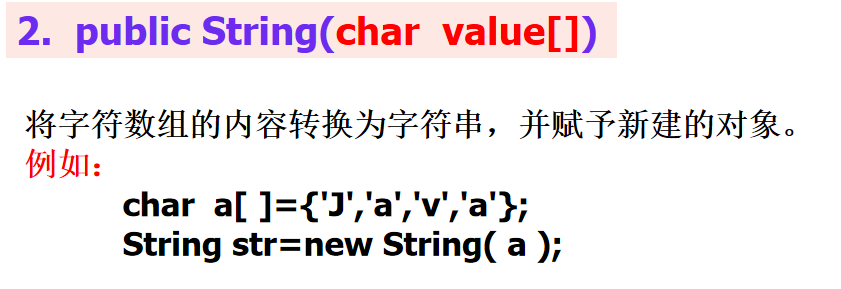 2. public String(char value[])
将字符数组的内容转换为字符串，并赋予新建的对象。
例如：
char a[ ]={'J','a','v','a'};
String str=new String( a );